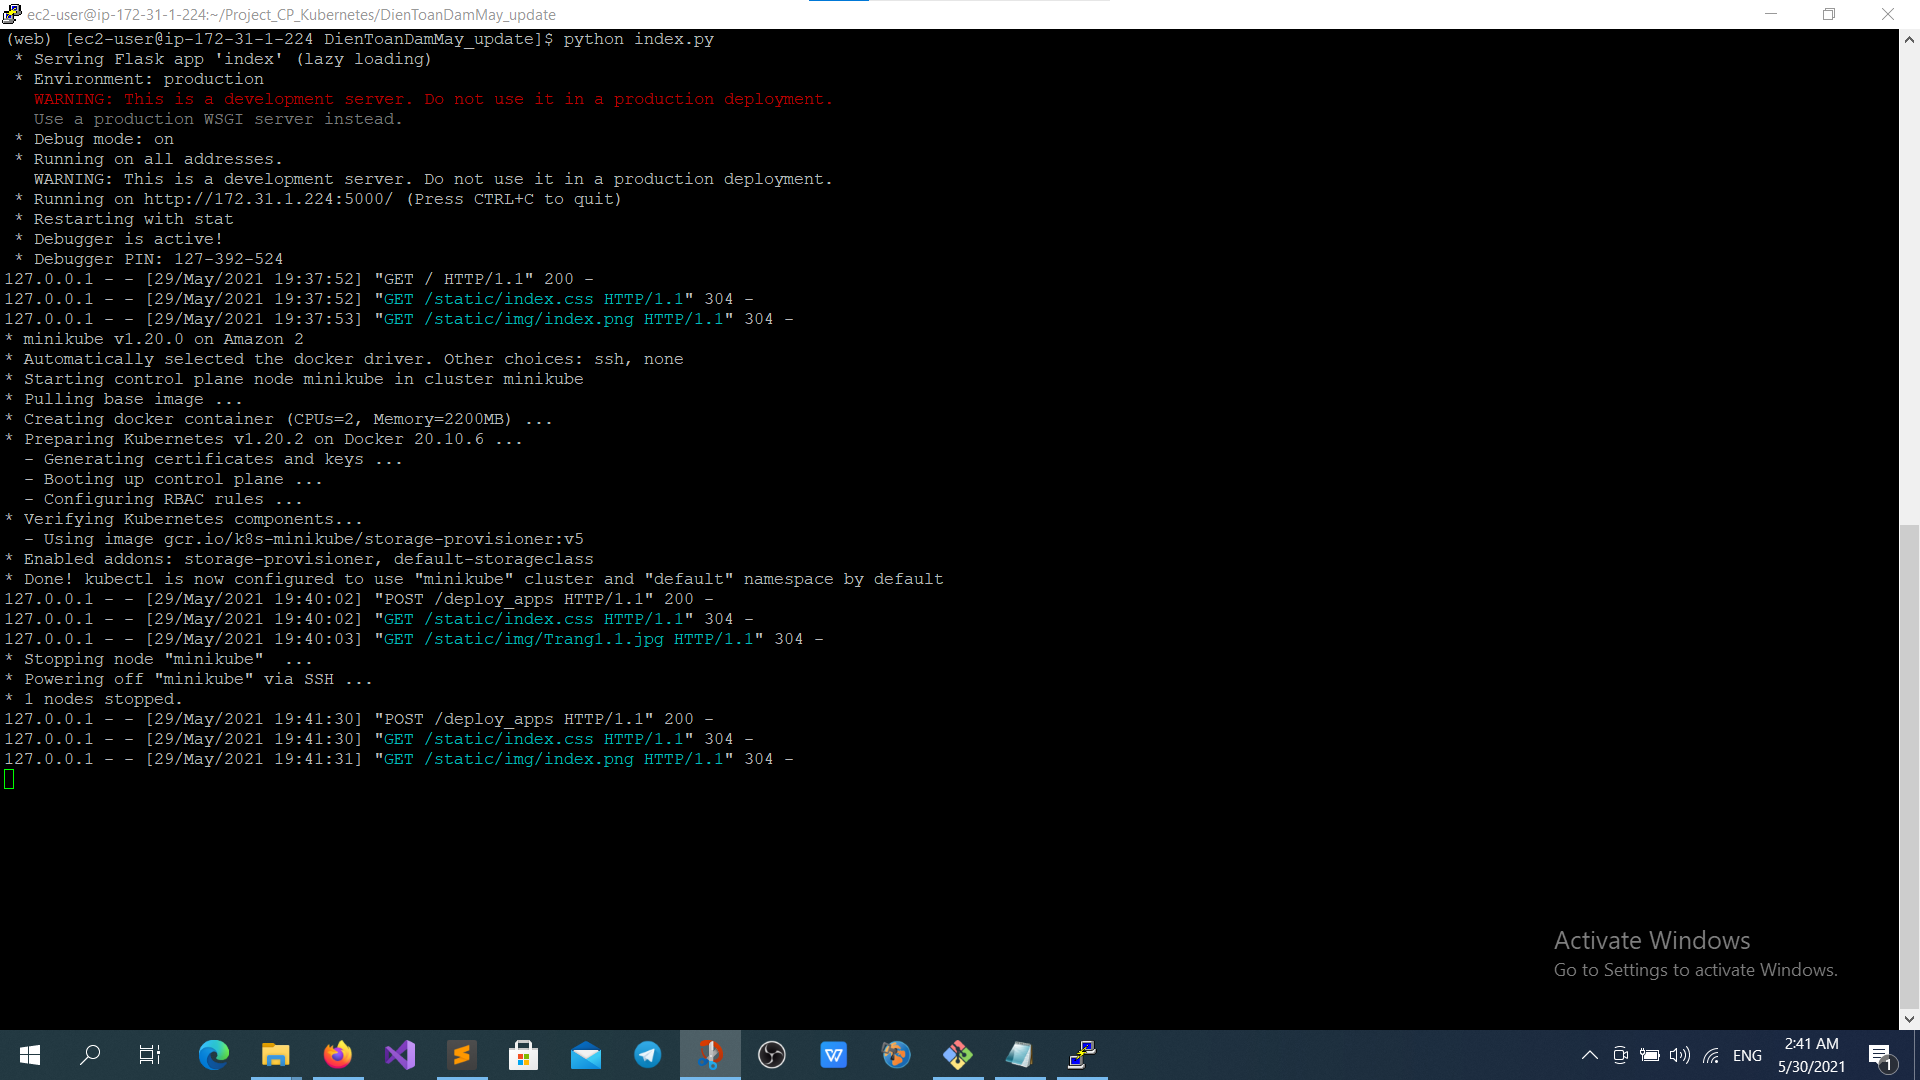 ec2-user@ip-172-31-1-224:~/Project_CP_Kubernetes/DienToanDamMay_update
(web) [ec2-user@ip-172-31-1-224 DienToanDamMay_update]$ python index.py
 * Serving Flask app 'index' (lazy loading)
 * Environment: production
   WARNING: This is a development server. Do not use it in a production deployment.
   Use a production WSGI server instead.
 * Debug mode: on
 * Running on all addresses.
   WARNING: This is a development server. Do not use it in a production deployment.
 * Running on http://172.31.1.224:5000/ (Press CTRL+C to quit)
 * Restarting with stat
 * Debugger is active!
 * Debugger PIN: 127-392-524
127.0.0.1 - - [29/May/2021 19:37:52] "GET / HTTP/1.1" 200 -
127.0.0.1 - - [29/May/2021 19:37:52] "GET /static/index.css HTTP/1.1" 304 -
127.0.0.1 - - [29/May/2021 19:37:53] "GET /static/img/index.png HTTP/1.1" 304 -
* minikube v1.20.0 on Amazon 2
* Automatically selected the docker driver. Other choices: ssh, none
* Starting control plane node minikube in cluster minikube
* Pulling base image ...
* Creating docker container (CPUs=2, Memory=2200MB) ...
* Preparing Kubernetes v1.20.2 on Docker 20.10.6 ...
  - Generating certificates and keys ...
  - Booting up control plane ...
  - Configuring RBAC rules ...
* Verifying Kubernetes components...
  - Using image gcr.io/k8s-minikube/storage-provisioner:v5
* Enabled addons: storage-provisioner, default-storageclass
* Done! kubectl is now configured to use "minikube" cluster and "default" namespace by default
127.0.0.1 - - [29/May/2021 19:40:02] "POST /deploy_apps HTTP/1.1" 200 -
127.0.0.1 - - [29/May/2021 19:40:02] "GET /static/index.css HTTP/1.1" 304 -
127.0.0.1 - - [29/May/2021 19:40:03] "GET /static/img/Trang1.1.jpg HTTP/1.1" 304 -
* Stopping node "minikube"  ...
* Powering off "minikube" via SSH ...
* 1 nodes stopped.
127.0.0.1 - - [29/May/2021 19:41:30] "POST /deploy_apps HTTP/1.1" 200 -
127.0.0.1 - - [29/May/2021 19:41:30] "GET /static/index.css HTTP/1.1" 304 -
127.0.0.1 - - [29/May/2021 19:41:31] "GET /static/img/index.png HTTP/1.1" 304 -
Activate Windows
Go to Settings to activate Windows.
W
ENG
2:41 AM
5/30/2021
1